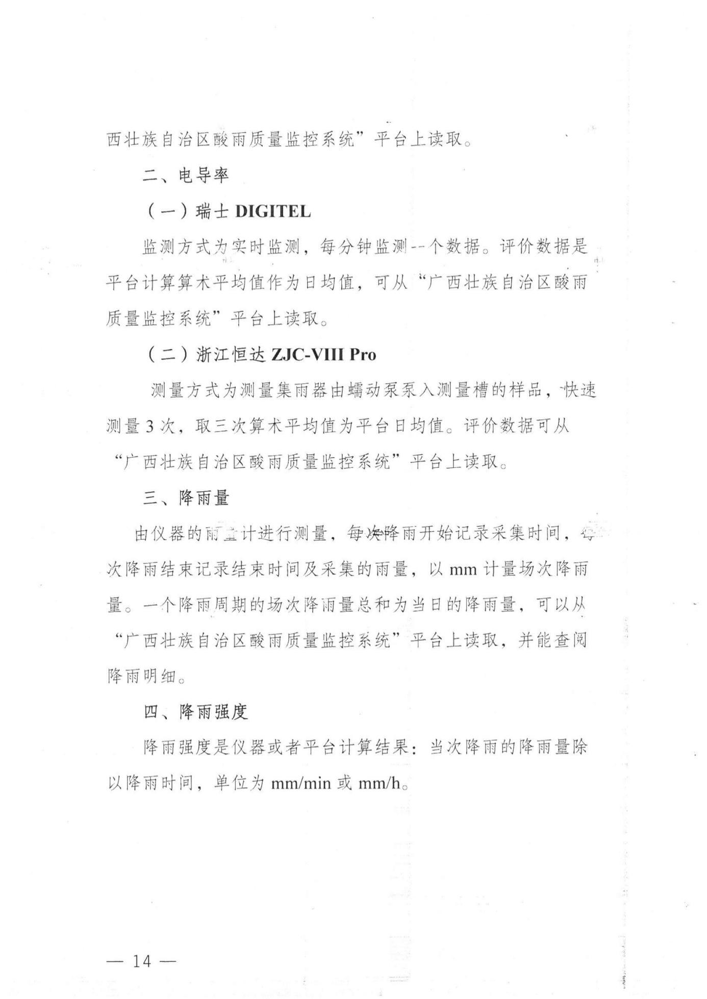 西壮族自治区酸雨质量监控系统”平台上读取。
二、电导率
（一）瑞士 DIGITEL
监测方式为实时监测，每分钟监测一个数据。评价数据是
平台计算算术平均值作为日均值，可从“广西壮族自治区酸雨
质量监控系统”平台上读取。
（二）浙江恒达 ZJC-VIII Pro
测量方式为测量集雨器由蠕动泵泵入测量槽的样品，快速
测量 3 次，取三次算术平均值为平台日均值。评价数据可从
“广西壮族自治区酸雨质量监控系统”平台上读取。
三、降雨量
由仪器的雨量计进行测量，每次降雨开始记录采集时间，每
次降雨结束记录结束时间及采集的雨量，以 mm 计量场次降雨
量。一个降雨周期的场次降雨量总和为当日的降雨量，可以从
“广西壮族自治区酸雨质量监控系统”平台上读取，并能查阅
降雨明细。
四、降雨强度
降雨强度是仪器或者平台计算结果：当次降雨的降雨量除
以降雨时间，单位为 mm/min 或 mm/h。
— 14 —